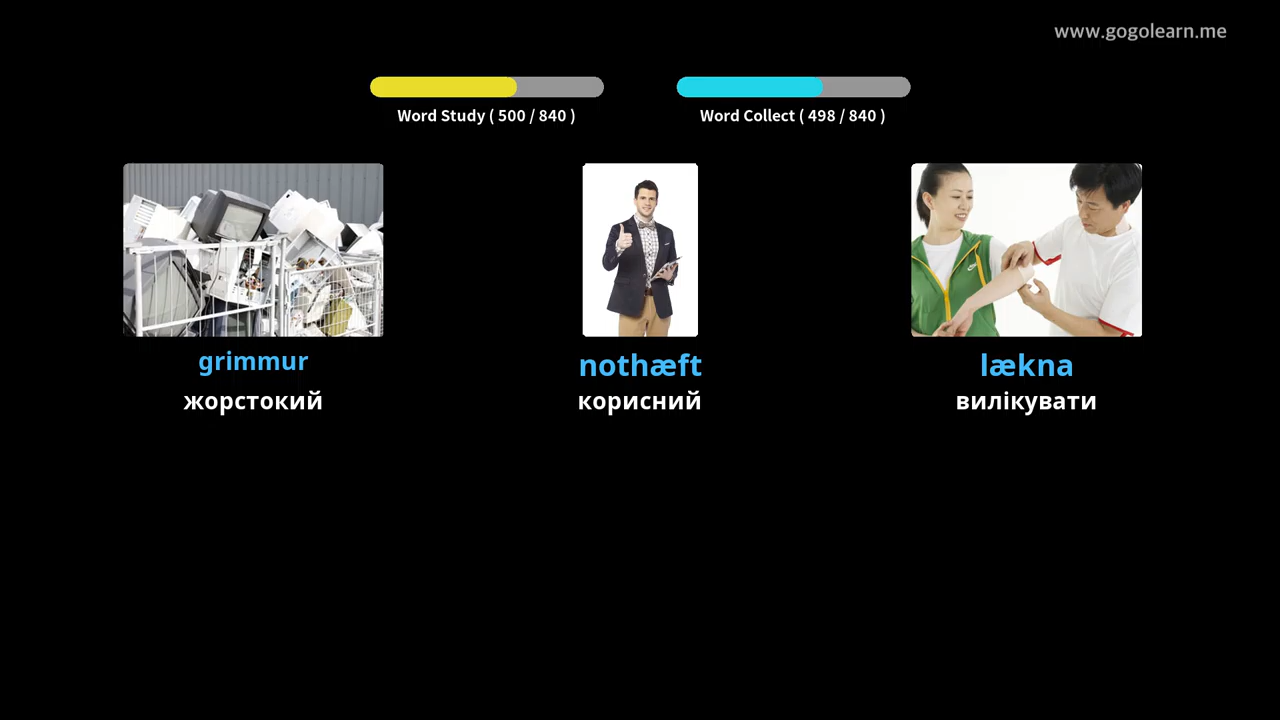 www.gogolearn.me
Word Study ( 500 / 840 )
Word Collect ( 498 / 840 )
grimmur
жорстокий
nothæft
корисний
lækna
вилікувати